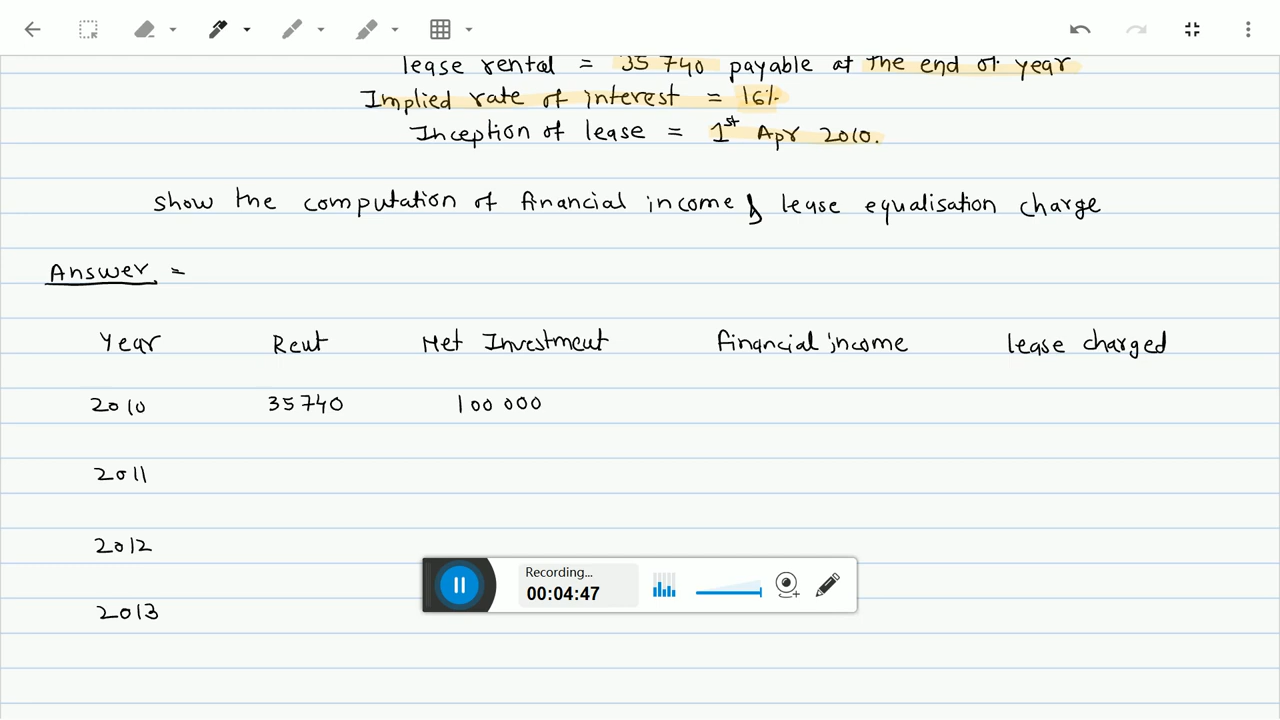 lease rental = 35740 payable at the end of year
Implied rate of interest = 16%
Inception of lease = 1st Apr 2010.
show the computation of financial income & lease equalisation charge
Answer =
Year Rent Net Investment financial income lease charged
2010 35740 100 000
2011
2012
2013
Recording...
00:04:47